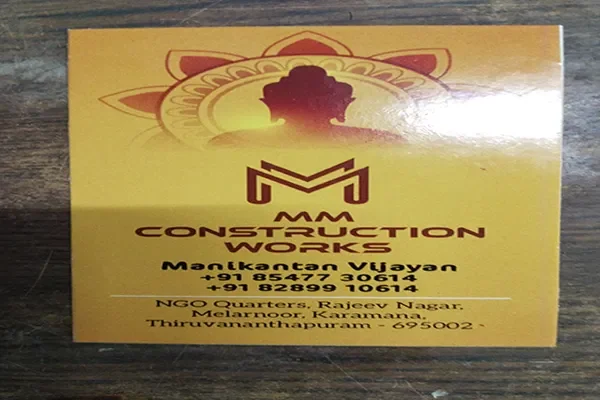 MM
CONSTRUCTION
WORKS
Manikantan Vijayan
+91 85477 30614
+91 82899 10614
NGO Quarters, Rajeev Nagar,
Melarnoor, Karamana,
Thiruvananthapuram - 695002